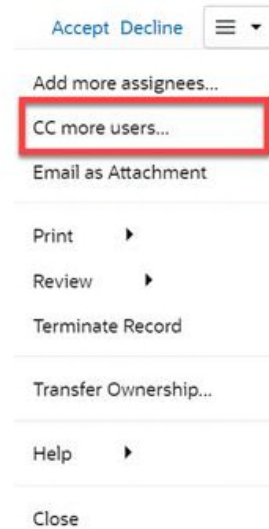 Accept Decline
Add more assignees...
CC more users...
Email as Attachment
Print
Review
Terminate Record
Transfer Ownership...
Help
Close